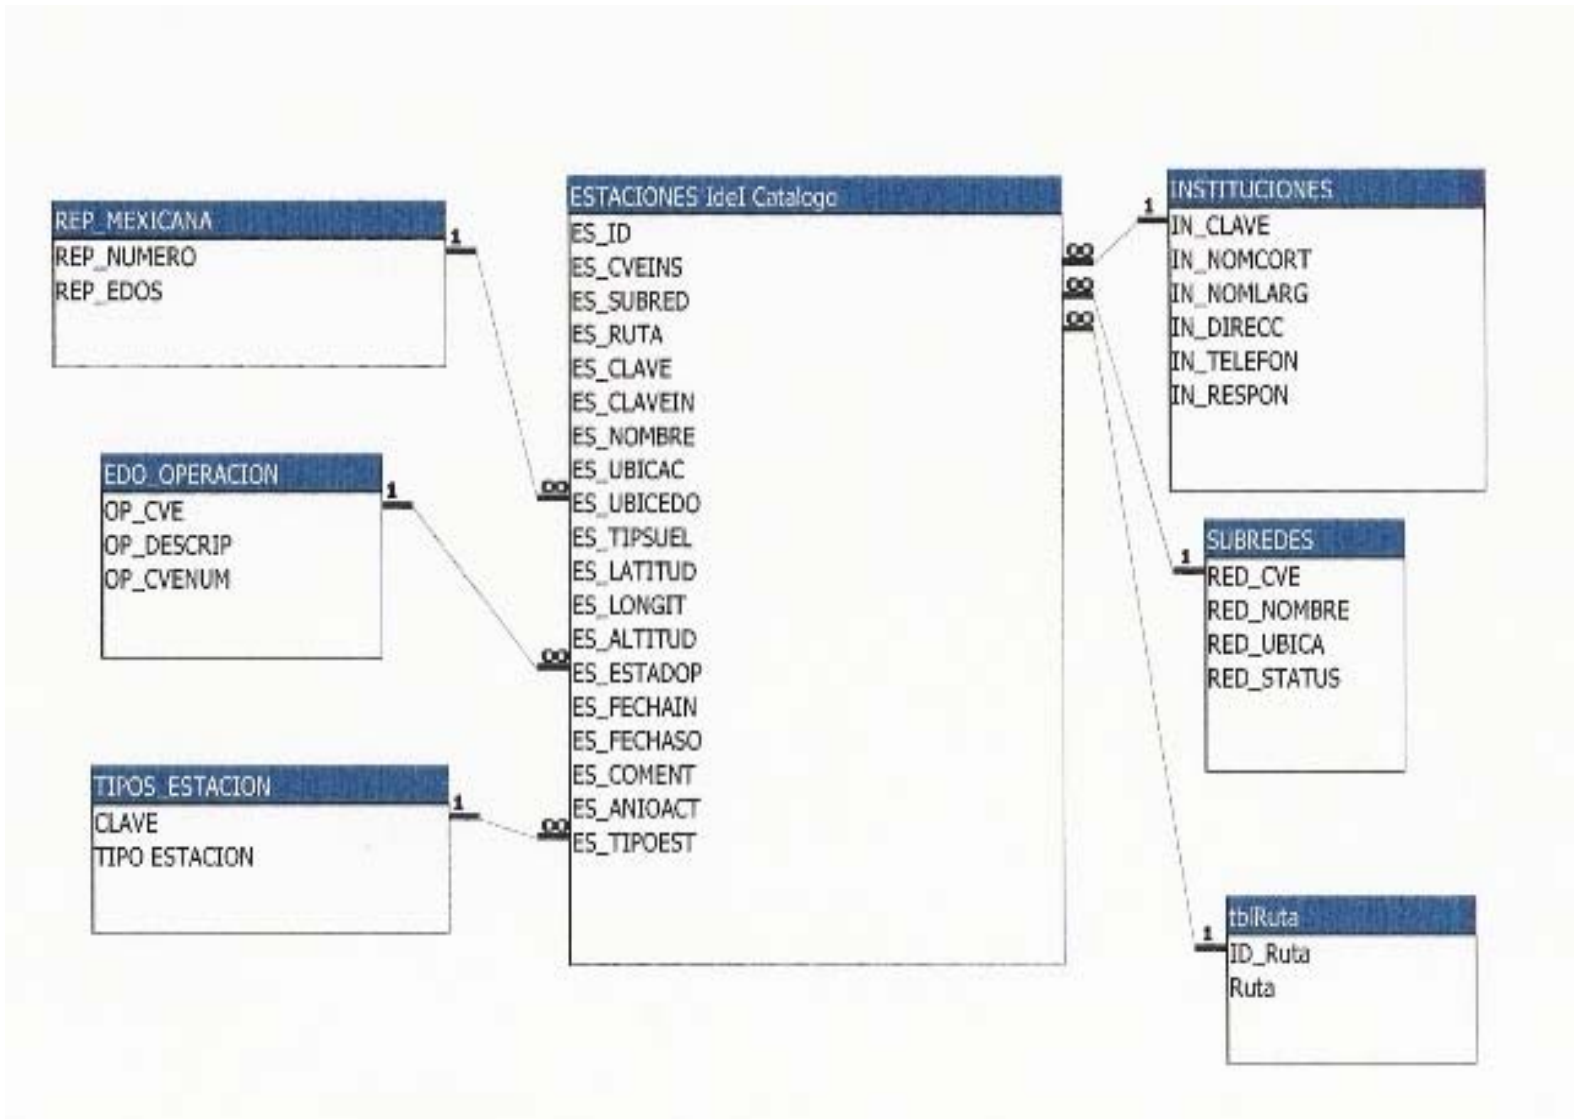 REP_MEXICANA
REP_NUMERO
REP_EDOS
1
∞
EDO_OPERACION
OP_CVE
OP_DESCRIP
OP_CVENUM
1
∞
TIPOS_ESTACION
CLAVE
TIPO ESTACION
1
∞
ESTACIONES IdeI Catalogo
ES_ID
ES_CVEINS
ES_SUBRED
ES_RUTA
ES_CLAVE
ES_CLAVEIN
ES_NOMBRE
ES_UBICAC
ES_UBICEDO
ES_TIPSUEL
ES_LATITUD
ES_LONGIT
ES_ALTITUD
ES_ESTADOP
ES_FECHAIN
ES_FECHASO
ES_COMENT
ES_ANIOACT
ES_TIPOEST
∞
∞
∞
1
INSTITUCIONES
IN_CLAVE
IN_NOMCORT
IN_NOMLARG
IN_DIRECC
IN_TELEFON
IN_RESPON
1
SUBREDES
RED_CVE
RED_NOMBRE
RED_UBICA
RED_STATUS
1
tblRuta
ID_Ruta
Ruta